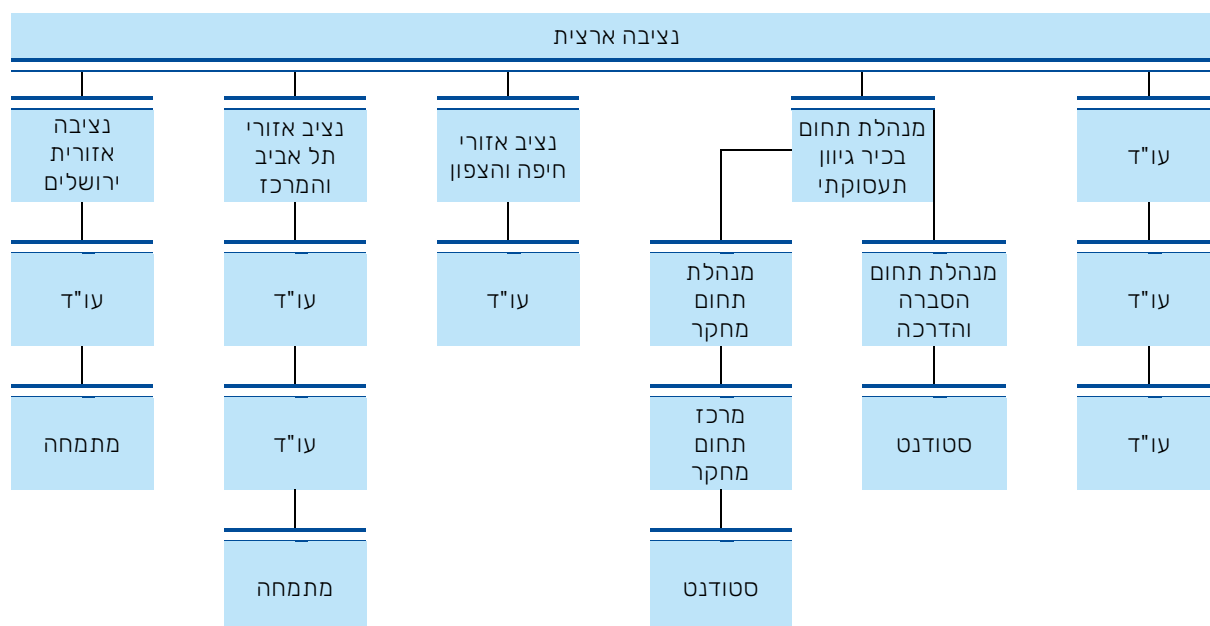 נציבה ארצית
עו"ד
מנהלת תחום
בכיר גיוון
תעסוקתי
נציב אזורי
חיפה והצפון
נציב אזורי
תל אביב
והמרכז
נציבה
אזורית
ירושלים
עו"ד
מנהלת תחום
הסברה
והדרכה
מנהלת
תחום
מחקר
עו"ד
עו"ד
עו"ד
עו"ד
סטודנט
מרכז
תחום
מחקר
עו"ד
מתמחה
סטודנט
מתמחה